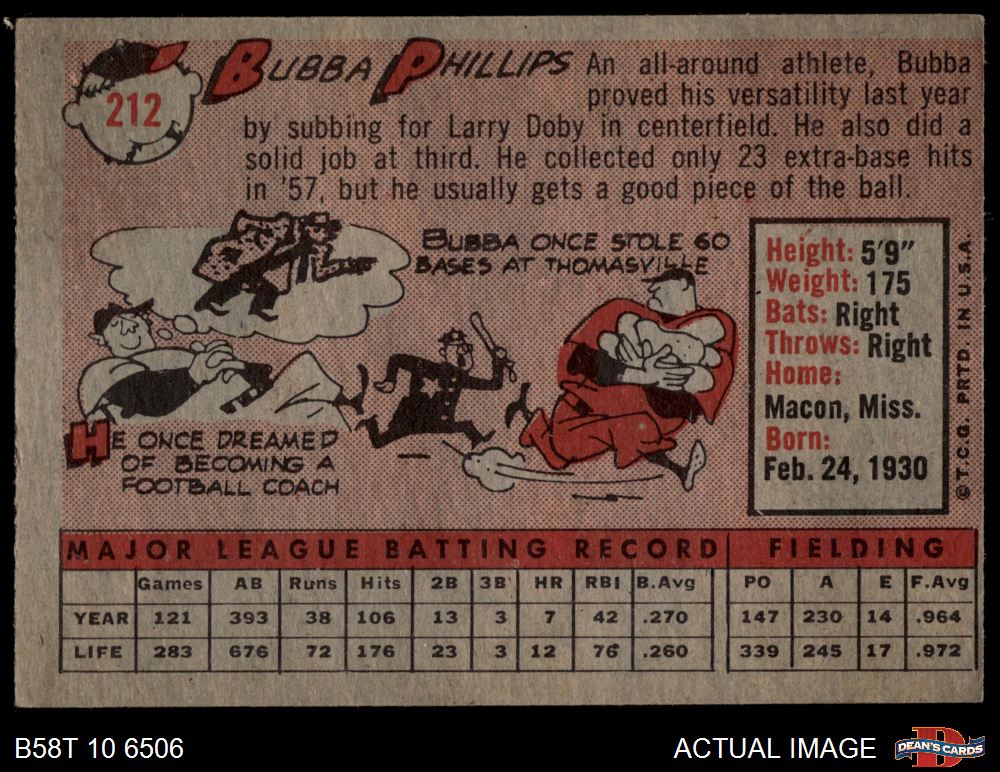 212
BUBBA PHILLIPS An all-around athlete, Bubba
proved his versatility last year
by subbing for Larry Doby in centerfield. He also did a
solid job at third. He collected only 23 extra-base hits
in '57, but he usually gets a good piece of the ball.
BUBBA ONCE STOLE 60
BASES AT THOMASVILLE
HE ONCE DREAMED
OF BECOMING A
FOOTBALL COACH
Height: 5'9"
Weight: 175
Bats: Right
Throws: Right
Home:
Macon, Miss.
Born:
Feb. 24, 1930
©T.C.G. PRTD. IN U.S.A.
MAJOR LEAGUE BATTING RECORD FIELDING
Games AB Runs Hits 2B 3B HR RBI B.Avg PO A E F.Avg
YEAR 121 393 38 106 13 3 7 42 .270 147 230 14 .964
LIFE 283 676 72 176 23 3 12 76 .260 339 245 17 .972
B58T 10 6506 ACTUAL IMAGE DEAN'S CARDS